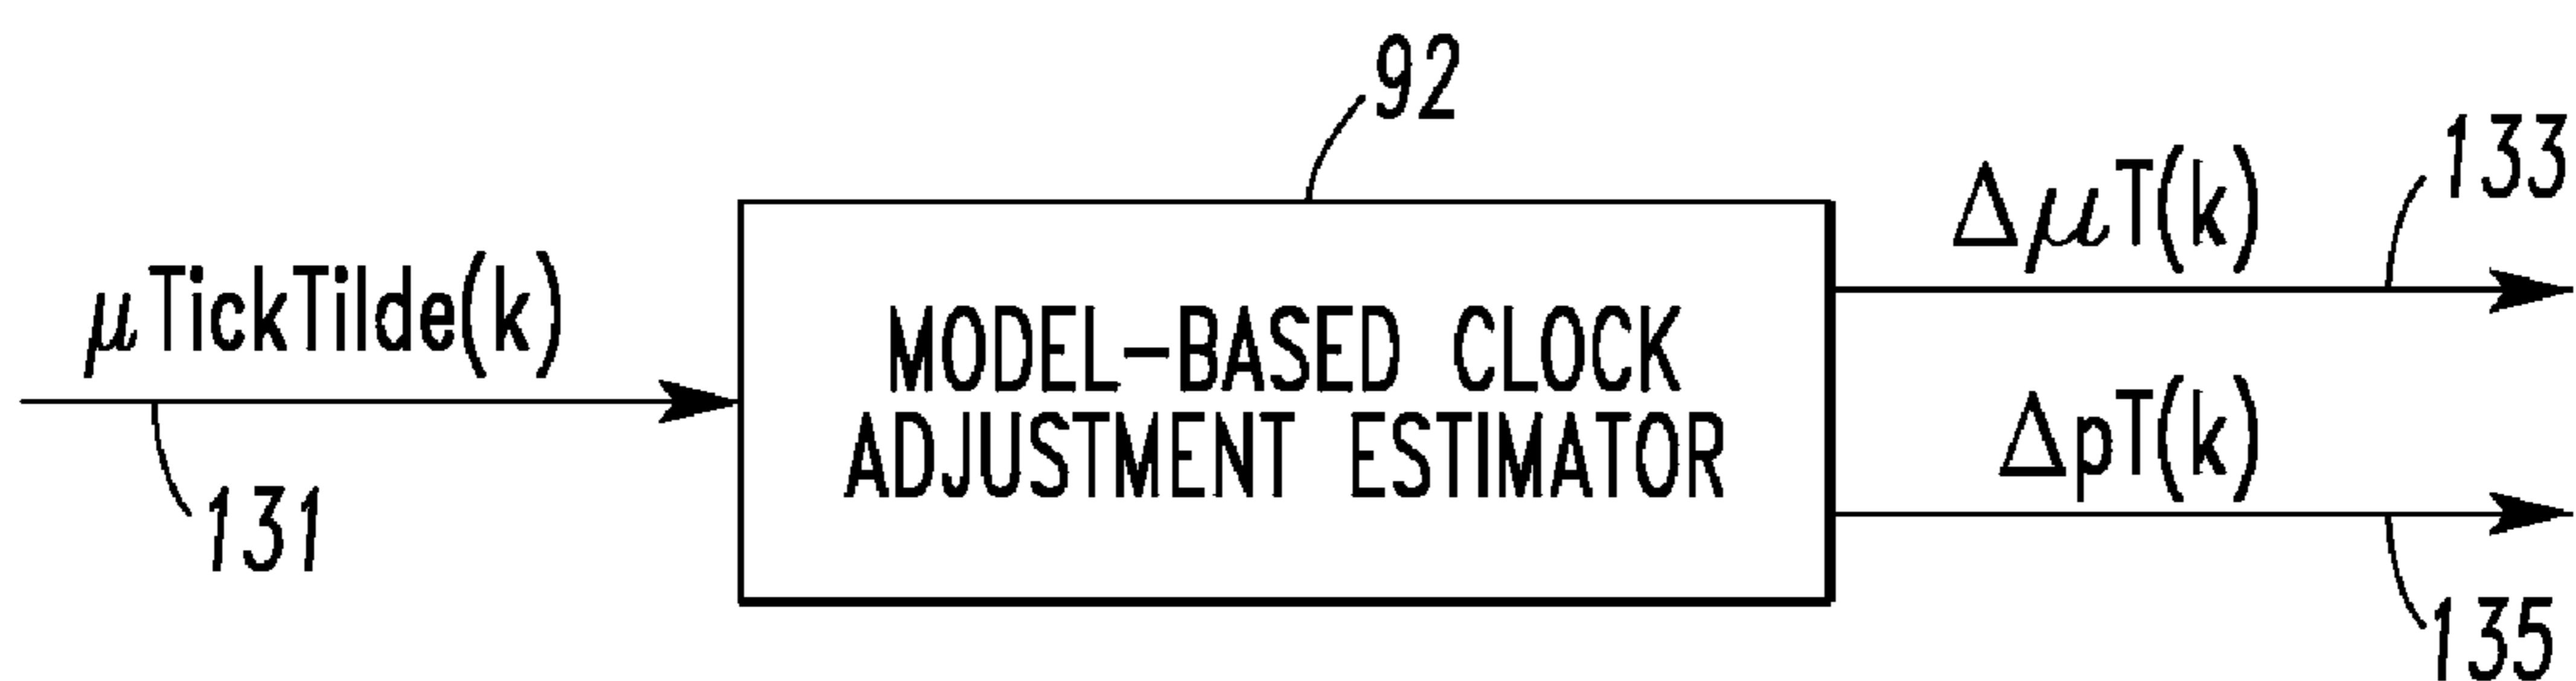 92
133
ΔμT(k)
μTickTilde(k)
MODEL-BASED CLOCK
ADJUSTMENT ESTIMATOR
ΔpT(k)
131
135